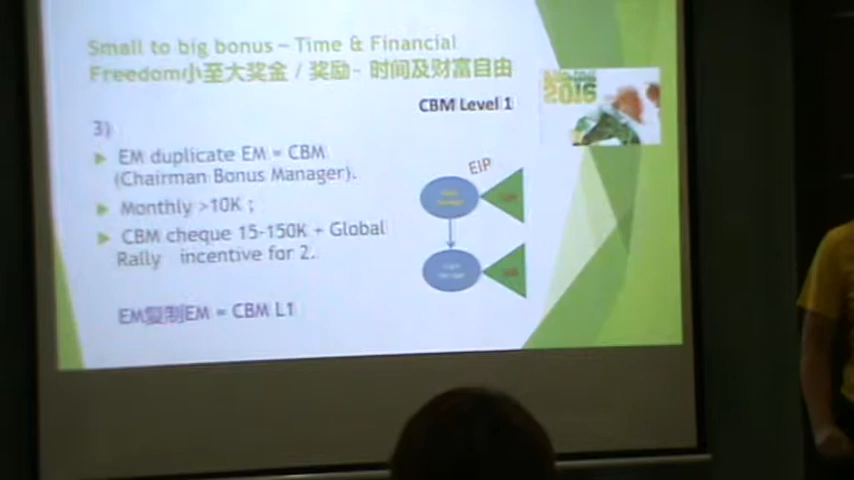 Small to big bonus – Time & Financial
Freedom小至大奖金 / 奖励- 时间及财富自由
CBM Level 1
2016
3)
EM duplicate EM = CBM
(Chairman Bonus Manager).
Monthly >10K ;
CBM cheque 15-150K + Global
Rally incentive for 2.
EIP
EM复制EM = CBM L1